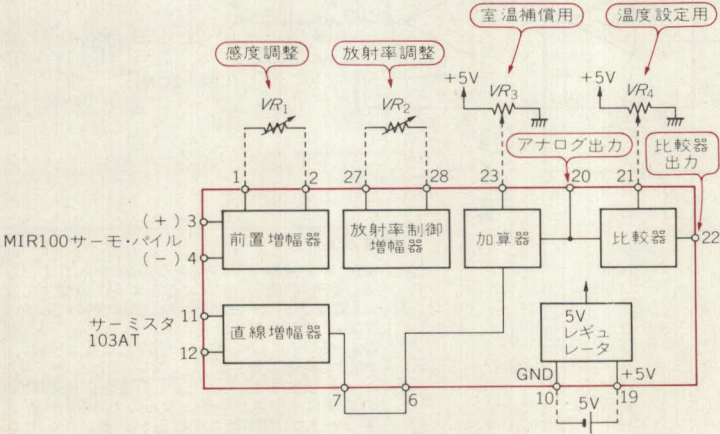 室温補償用
温度設定用
感度調整
放射率調整
+5V
+5V
VR1
VR2
VR3
VR4
アナログ出力
比較器
出力
1
2
27
28
23
20
21
(+) 3
MIR100サーモ・パイル
(-) 4
前置増幅器
放射率制御
増幅器
加算器
比較器
22
サーミスタ
103AT
11
12
直線増幅器
5V
レギュ
レータ
GND
+5V
7
6
10
19
5V